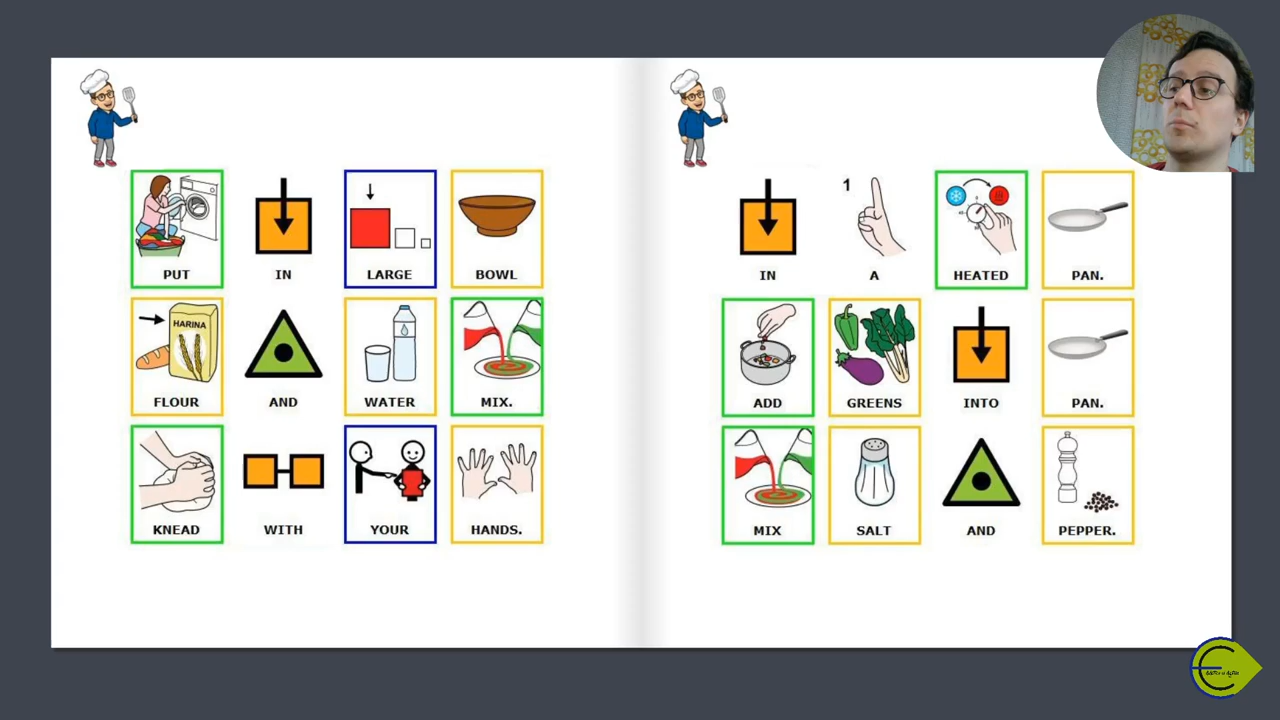 PUT IN LARGE BOWL
HARINA
FLOUR AND WATER MIX.
KNEAD WITH YOUR HANDS.
1
IN A HEATED PAN.
ADD GREENS INTO PAN.
MIX SALT AND PEPPER.